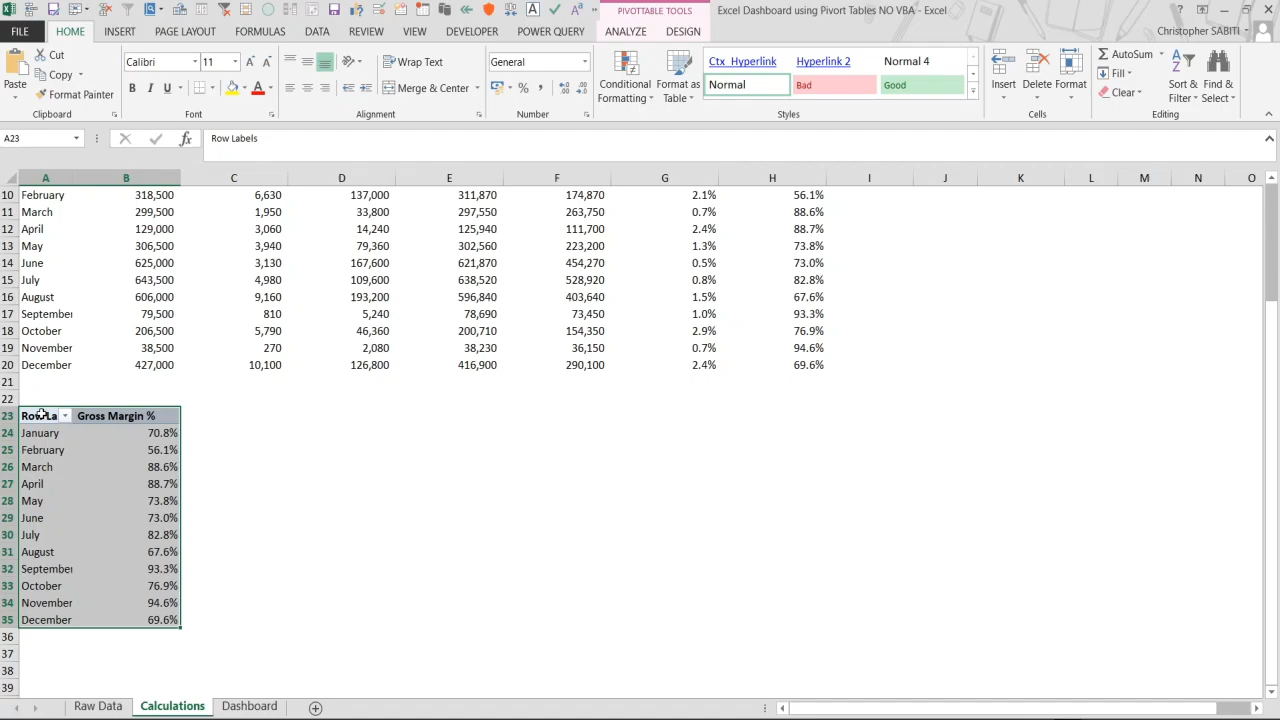 PIVOTTABLE TOOLS
Excel Dashboard using Pivort Tables NO VBA - Excel
FILE HOME INSERT PAGE LAYOUT FORMULAS DATA REVIEW VIEW DEVELOPER POWER QUERY ANALYZE DESIGN
Christopher SABITI
Paste
Cut
Copy
Format Painter
Clipboard
Calibri 11
B I U
Font
Wrap Text
Merge & Center
Alignment
General
Number
Conditional Formatting
Format as Table
Ctx_Hyperlink Hyperlink 2 Normal 4
Normal Bad Good
Styles
Insert Delete Format
Cells
AutoSum
Fill
Clear
Sort & Filter
Find & Select
Editing
A23 fx Row Labels
A B C D E F G H I J K L M N O
10 February 318,500 6,630 137,000 311,870 174,870 2.1% 56.1%
11 March 299,500 1,950 33,800 297,550 263,750 0.7% 88.6%
12 April 129,000 3,060 14,240 125,940 111,700 2.4% 88.7%
13 May 306,500 3,940 79,360 302,560 223,200 1.3% 73.8%
14 June 625,000 3,130 167,600 621,870 454,270 0.5% 73.0%
15 July 643,500 4,980 109,600 638,520 528,920 0.8% 82.8%
16 August 606,000 9,160 193,200 596,840 403,640 1.5% 67.6%
17 September 79,500 810 5,240 78,690 73,450 1.0% 93.3%
18 October 206,500 5,790 46,360 200,710 154,350 2.9% 76.9%
19 November 38,500 270 2,080 38,230 36,150 0.7% 94.6%
20 December 427,000 10,100 126,800 416,900 290,100 2.4% 69.6%
21
22
23 Row La Gross Margin %
24 January 70.8%
25 February 56.1%
26 March 88.6%
27 April 88.7%
28 May 73.8%
29 June 73.0%
30 July 82.8%
31 August 67.6%
32 September 93.3%
33 October 76.9%
34 November 94.6%
35 December 69.6%
36
37
38
39
Raw Data Calculations Dashboard